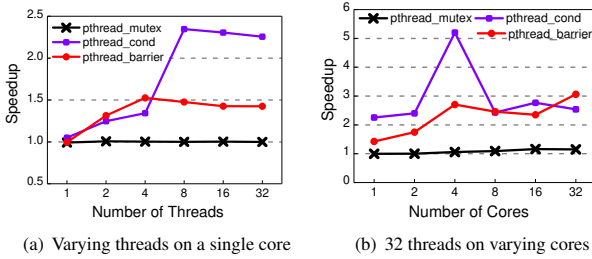 pthread_mutex
pthread_cond
pthread_barrier
2.5
2.0
1.5
1.0
0.5
Speedup
1 2 4 8 16 32
Number of Threads
(a) Varying threads on a single core
pthread_mutex pthread_cond
pthread_barrier
6
5
4
3
2
1
0
Speedup
1 2 4 8 16 32
Number of Cores
(b) 32 threads on varying cores